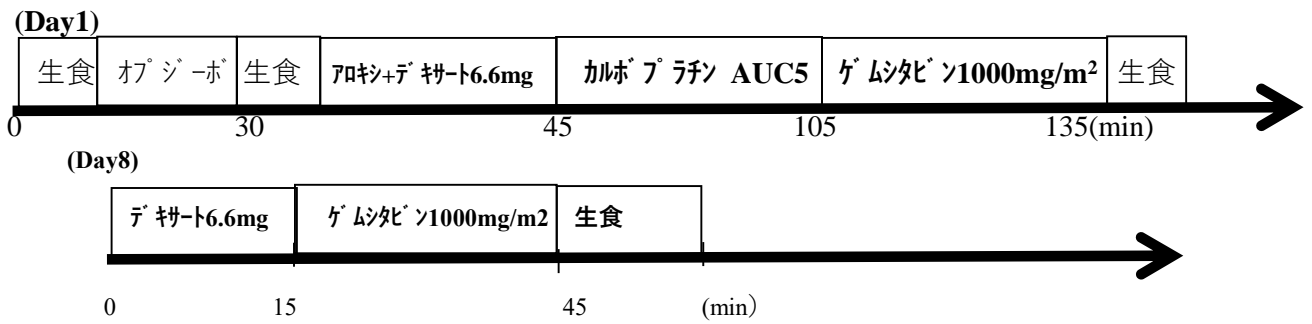 (Day1)
生食 オプジーボ 生食 アロキシ+デキサート6.6mg カルボプラチン AUC5 ゲムシタビン1000mg/m² 生食
0 30 45 105 135(min)
(Day8)
デキサート6.6mg ゲムシタビン1000mg/m2 生食
0 15 45 (min)